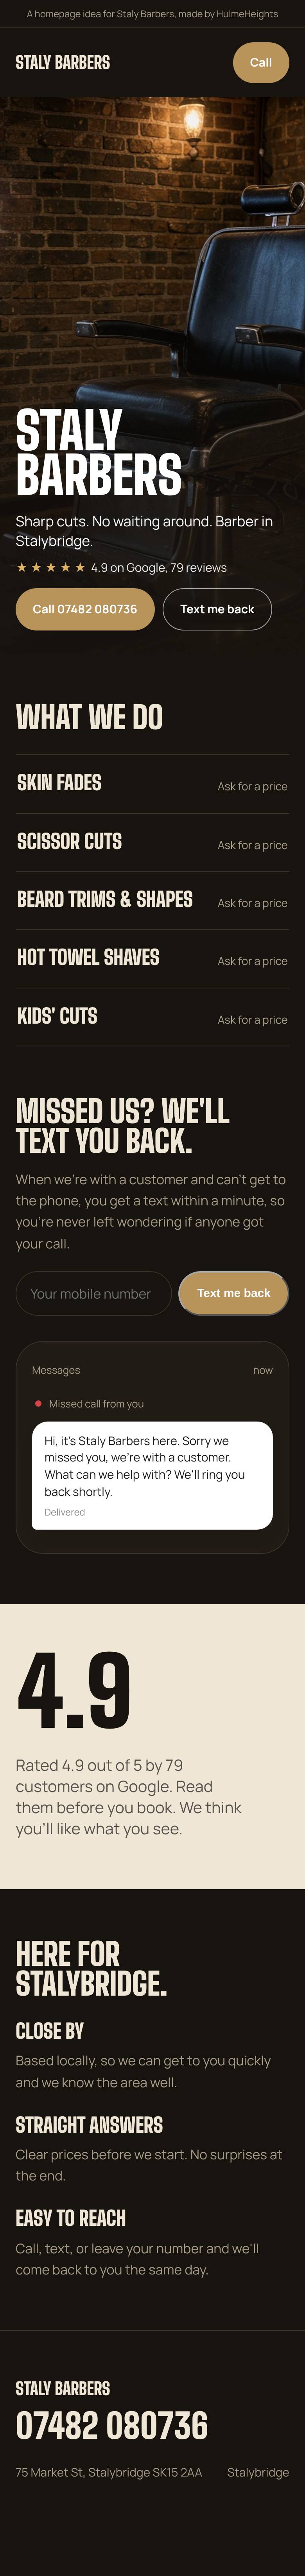 A homepage idea for Staly Barbers, made by HulmeHeights
STALY BARBERS
Call
STALY
BARBERS
Sharp cuts. No waiting around. Barber in
Stalybridge.
★ ★ ★ ★ ★ 4.9 on Google, 79 reviews
Call 07482 080736
Text me back
WHAT WE DO
SKIN FADES
Ask for a price
SCISSOR CUTS
Ask for a price
BEARD TRIMS & SHAPES
Ask for a price
HOT TOWEL SHAVES
Ask for a price
KIDS' CUTS
Ask for a price
MISSED US? WE'LL
TEXT YOU BACK.
When we're with a customer and can't get to
the phone, you get a text within a minute, so
you're never left wondering if anyone got
your call.
Your mobile number
Text me back
Messages
now
Missed call from you
Hi, it's Staly Barbers here. Sorry we
missed you, we're with a customer.
What can we help with? We'll ring you
back shortly.
Delivered
4.9
Rated 4.9 out of 5 by 79
customers on Google. Read
them before you book. We think
you'll like what you see.
HERE FOR
STALYBRIDGE.
CLOSE BY
Based locally, so we can get to you quickly
and we know the area well.
STRAIGHT ANSWERS
Clear prices before we start. No surprises at
the end.
EASY TO REACH
Call, text, or leave your number and we'll
come back to you the same day.
STALY BARBERS
07482 080736
75 Market St, Stalybridge SK15 2AA
Stalybridge